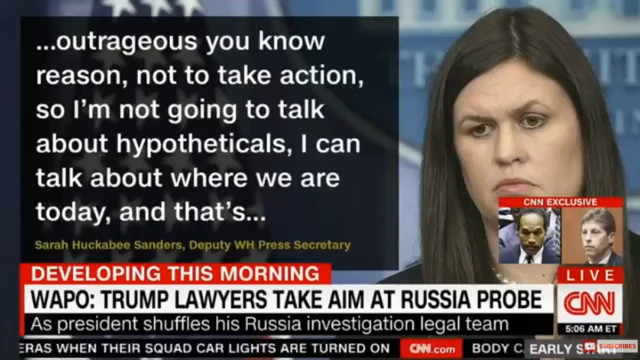 ...outrageous you know
reason, not to take action,
so I'm not going to talk
about hypotheticals, I can
talk about where we are
today, and that's...
Sarah Huckabee Sanders, Deputy WH Press Secretary
CNN EXCLUSIVE
DEVELOPING THIS MORNING
LIVE
WAPO: TRUMP LAWYERS TAKE AIM AT RUSSIA PROBE
CNN
As president shuffles his Russia investigation legal team
5:06 AM ET
ERAS WHEN THEIR SQUAD CAR LIGHTS ARE TURNED ON CNN.com BODY C EARLY
SUBSCRIBE